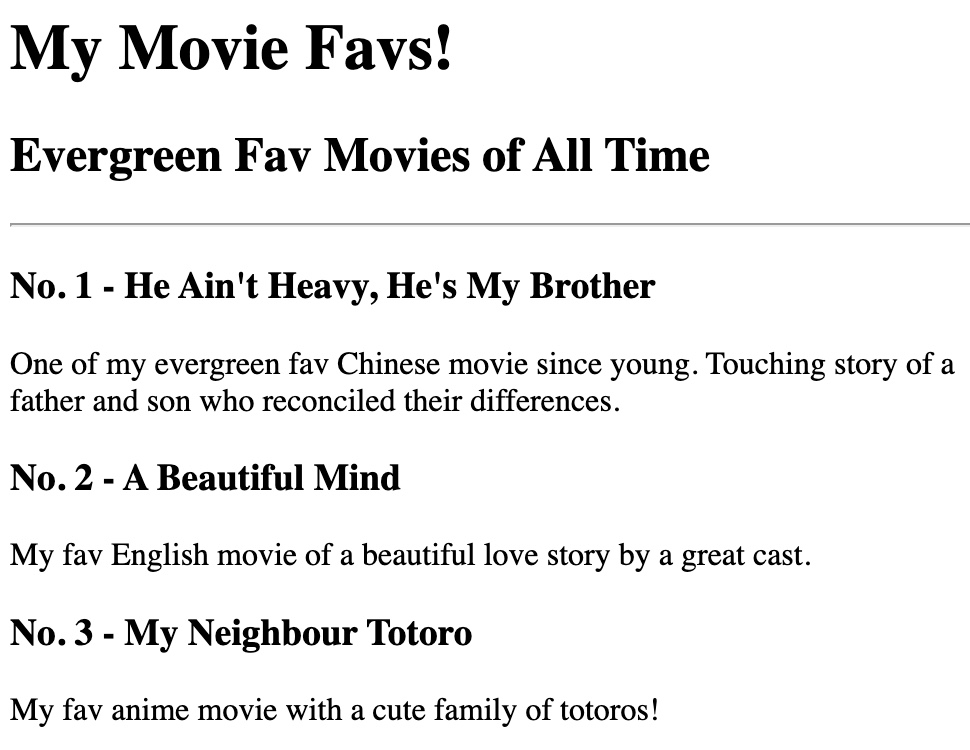 My Movie Favs!
Evergreen Fav Movies of All Time
No. 1 - He Ain't Heavy, He's My Brother
One of my evergreen fav Chinese movie since young. Touching story of a
father and son who reconciled their differences.
No. 2 - A Beautiful Mind
My fav English movie of a beautiful love story by a great cast.
No. 3 - My Neighbour Totoro
My fav anime movie with a cute family of totoros!